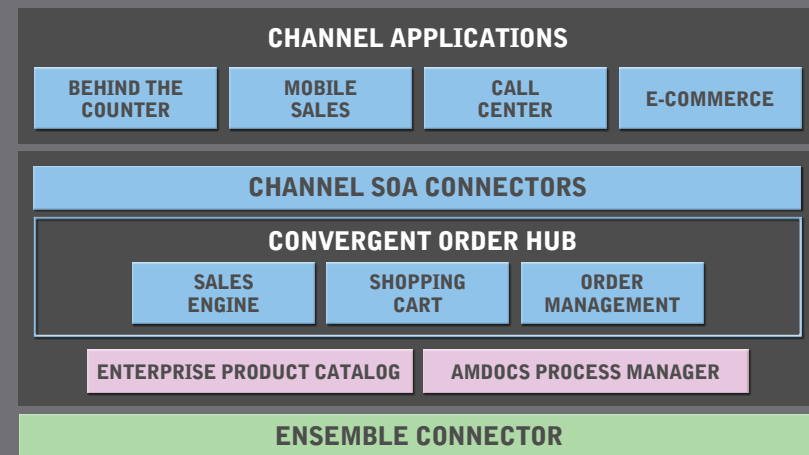 CHANNEL APPLICATIONS
BEHIND THE
COUNTER
MOBILE
SALES
CALL
CENTER
E-COMMERCE
CHANNEL SOA CONNECTORS
CONVERGENT ORDER HUB
SALES
ENGINE
SHOPPING
CART
ORDER
MANAGEMENT
ENTERPRISE PRODUCT CATALOG
AMDOCS PROCESS MANAGER
ENSEMBLE CONNECTOR